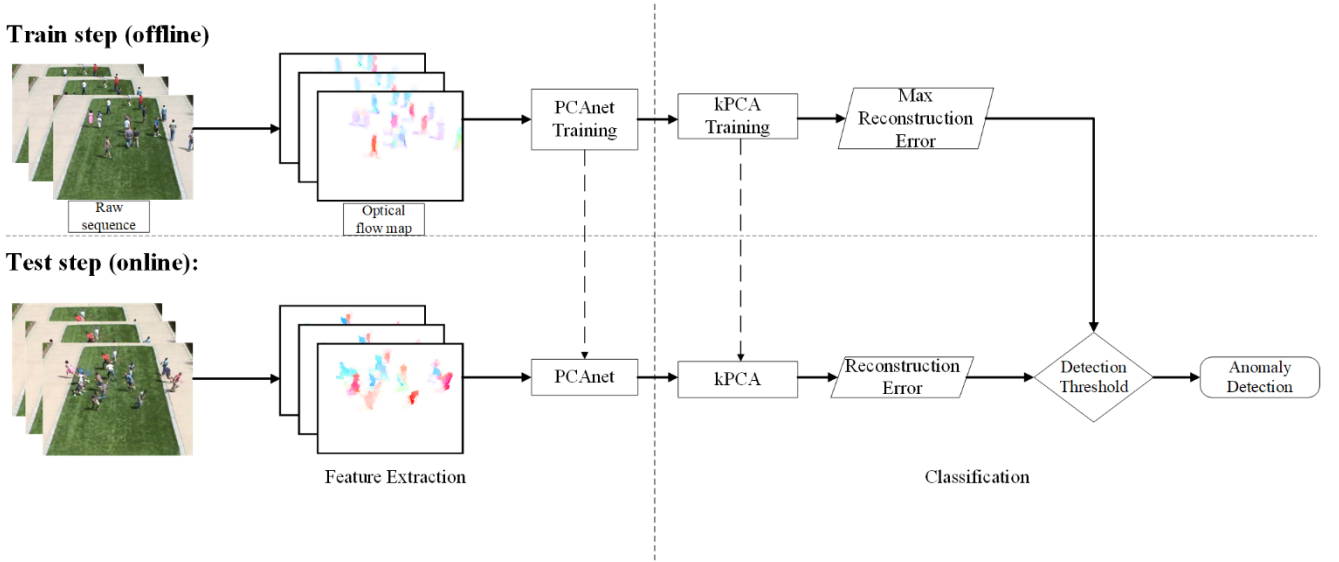 Train step (offline)
Raw
sequence
Optical
flow map
PCAnet
Training
kPCA
Training
Max
Reconstruction
Error
Test step (online):
PCAnet
kPCA
Reconstruction
Error
Detection
Threshold
Anomaly
Detection
Feature Extraction
Classification